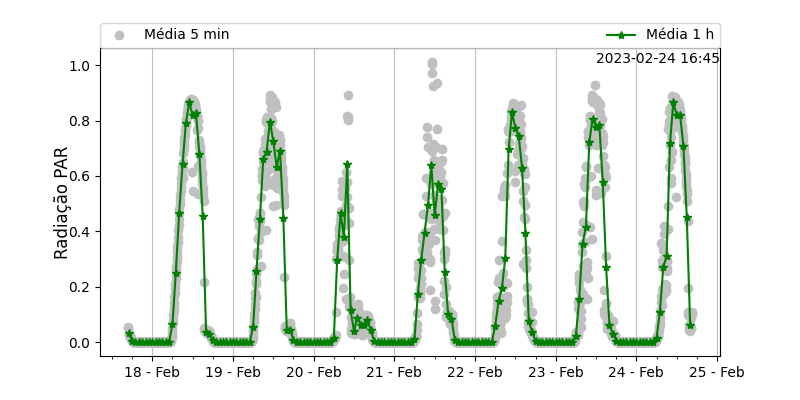 Média 5 min
Média 1 h
2023-02-24 16:45
Radiação PAR
1.0
0.8
0.6
0.4
0.2
0.0
18 - Feb
19 - Feb
20 - Feb
21 - Feb
22 - Feb
23 - Feb
24 - Feb
25 - Feb